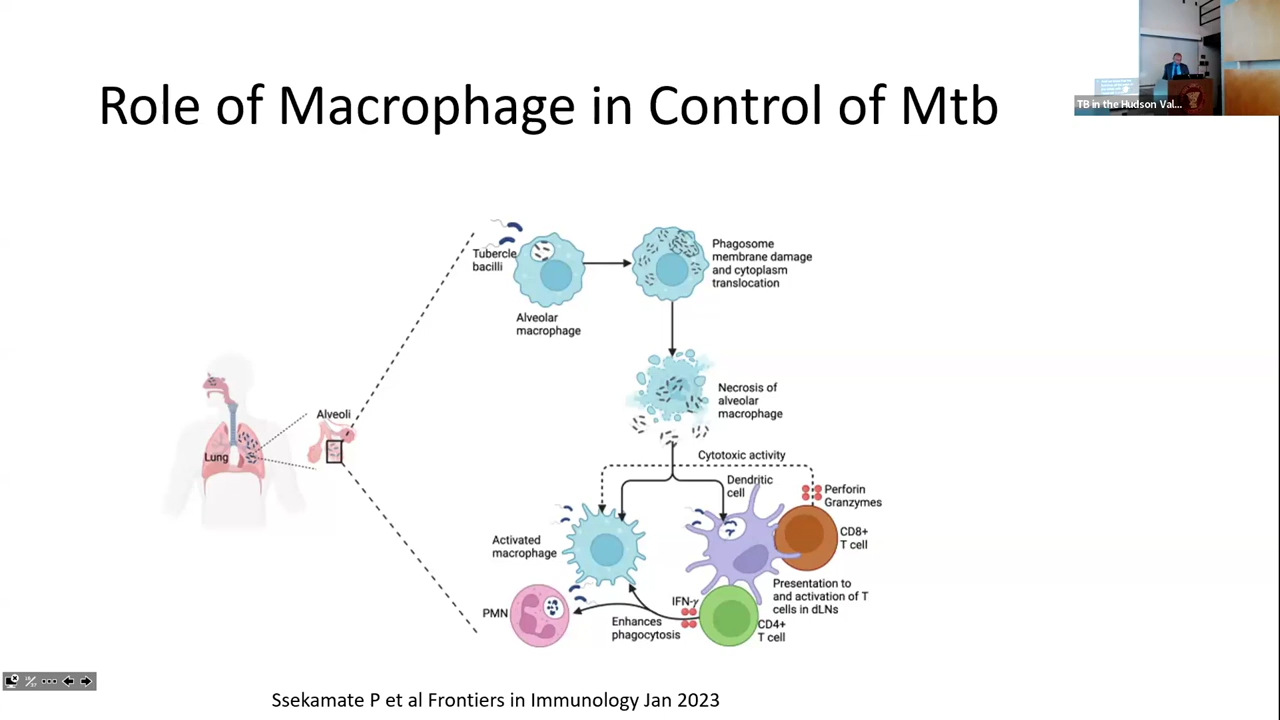 Role of Macrophage in Control of Mtb
TB in the Hudson Val...
Tubercle
bacilli
Alveolar
macrophage
Phagosome
membrane damage
and cytoplasm
translocation
Necrosis of
alveolar
macrophage
Alveoli
Lung
Cytotoxic activity
Dendritic
cell
Perforin
Granzymes
CD8+
T cell
Activated
macrophage
Presentation to
and activation of T
cells in dLNs
PMN
IFN-γ
Enhances
phagocytosis
CD4+
T cell
Ssekamate P et al Frontiers in Immunology Jan 2023